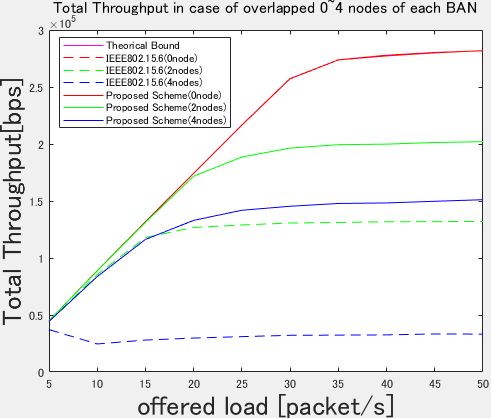 Total Throughput in case of overlapped 0~4 nodes of each BAN
×10⁵
3
2.5
2
1.5
1
0.5
0
Total Throughput[bps]
Theorical Bound
IEEE802.15.6(0node)
IEEE802.15.6(2nodes)
IEEE802.15.6(4nodes)
Proposed Scheme(0node)
Proposed Scheme(2nodes)
Proposed Scheme(4nodes)
5 10 15 20 25 30 35 40 45 50
offered load [packet/s]